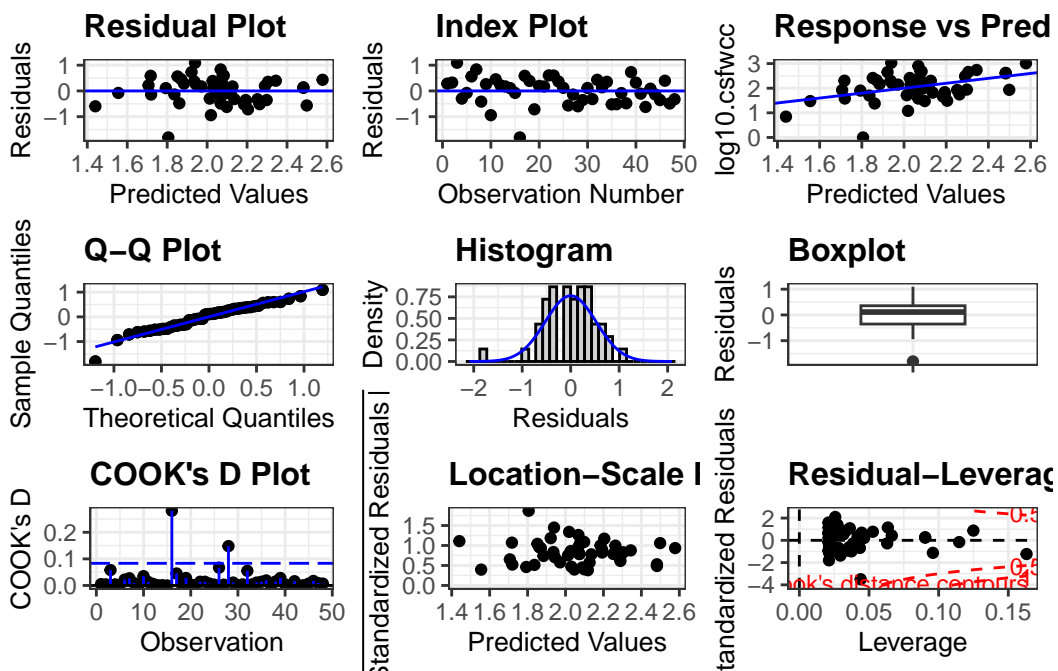 Residual Plot
Residuals
1
0
−1
1.4 1.6 1.8 2.0 2.2 2.4 2.6
Predicted Values
Index Plot
Residuals
1
0
−1
0 10 20 30 40 50
Observation Number
Response vs Pred
log10.csfwcc
3
2
1
0
1.4 1.6 1.8 2.0 2.2 2.4 2.6
Predicted Values
Q−Q Plot
Sample Quantiles
1
0
−1
−1.0 −0.5 0.0 0.5 1.0
Theoretical Quantiles
Histogram
Density
0.75
0.50
0.25
0.00
−2 −1 0 1 2
Residuals
Boxplot
Residuals
1
0
−1
COOK's D Plot
COOK's D
0.2
0.1
0.0
0 10 20 30 40 50
Observation
Location−Scale
|Standardized Residuals|
1.5
1.0
0.5
0.0
1.4 1.6 1.8 2.0 2.2 2.4 2.6
Predicted Values
Residual−Leverag
tandardized Residuals
2
0
−2
−4
0.5
0.5
ook's distance contours
0.00 0.05 0.10 0.15
Leverage